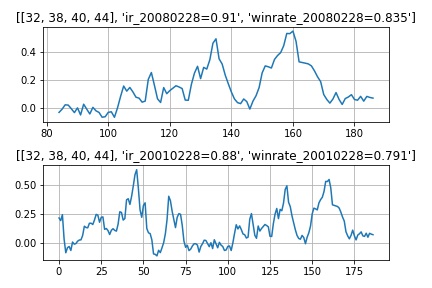 [[32, 38, 40, 44], 'ir_20080228=0.91', 'winrate_20080228=0.835']
0.4
0.2
0.0
80 100 120 140 160 180
[[32, 38, 40, 44], 'ir_20010228=0.88', 'winrate_20010228=0.791']
0.50
0.25
0.00
0 25 50 75 100 125 150 175